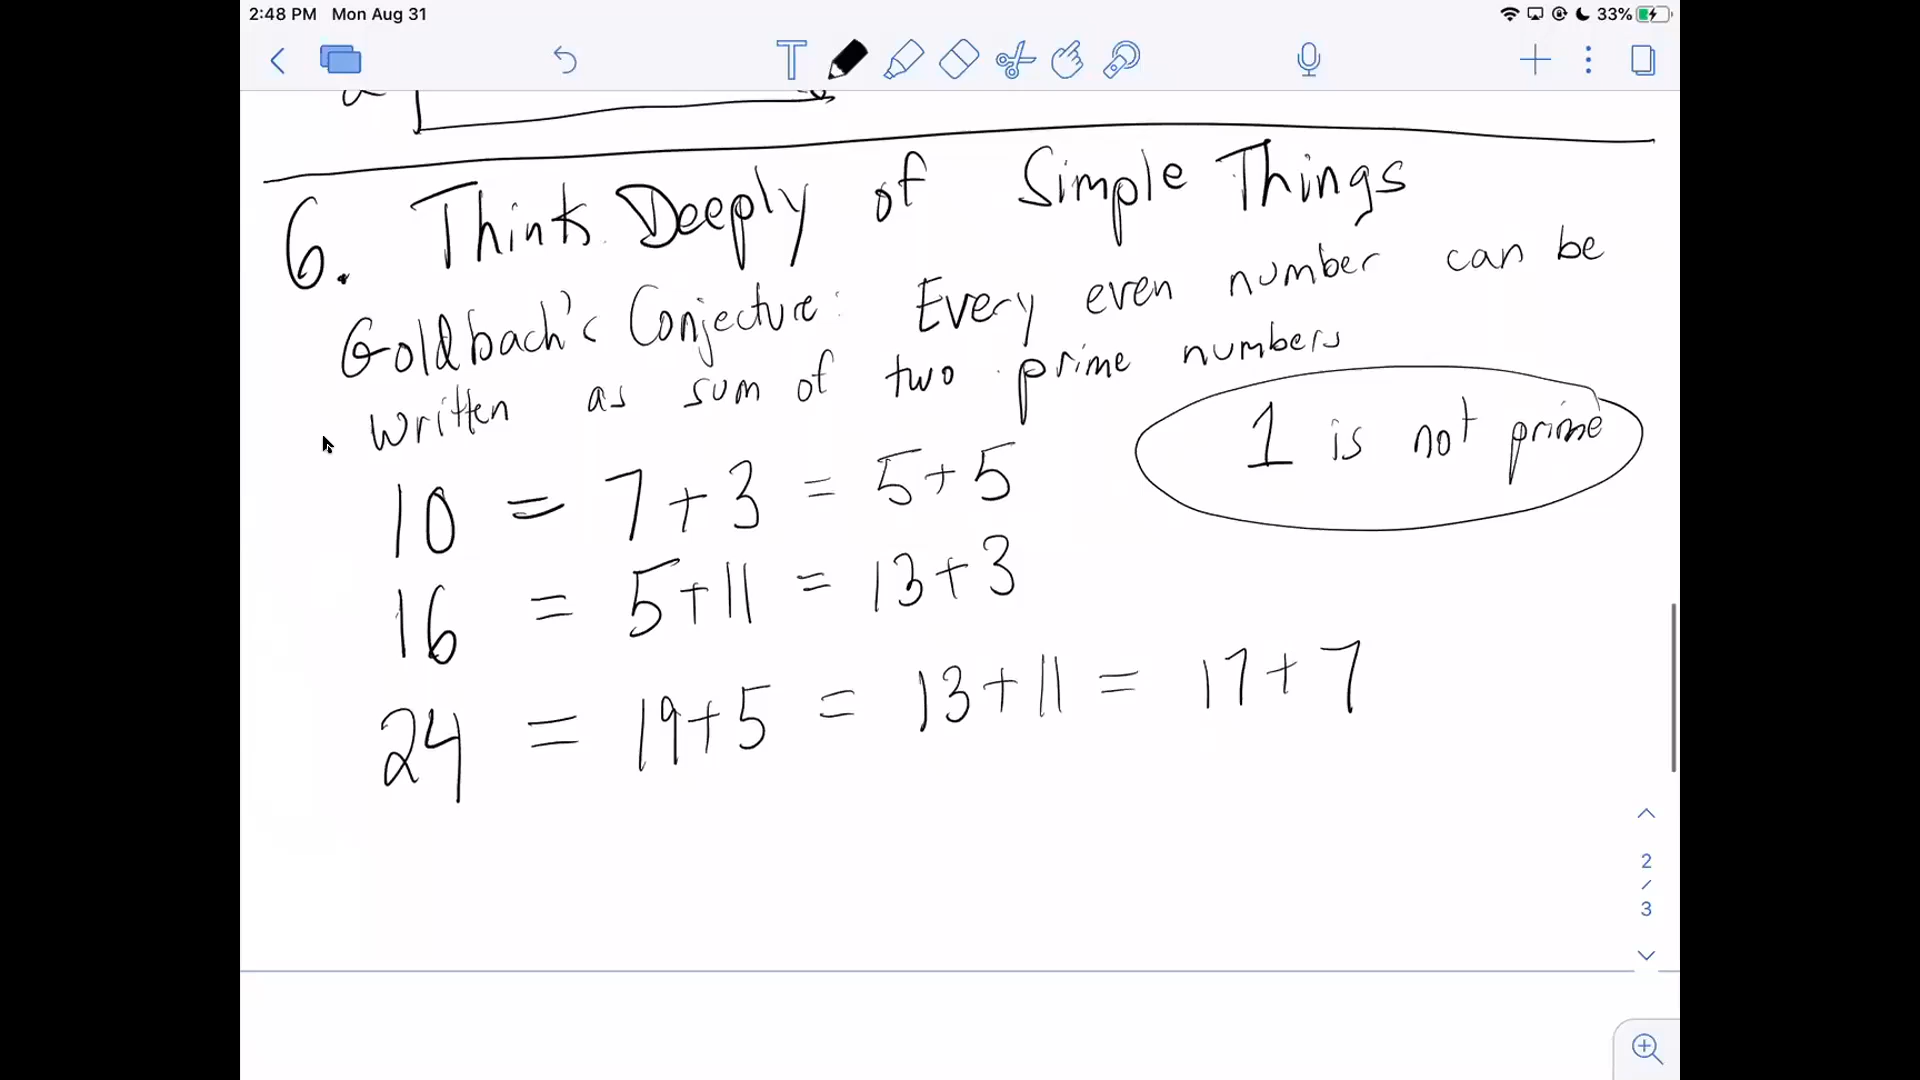 2:48 PM Mon Aug 31
33%
T
6. Think Deeply of Simple Things
Goldbach's Conjecture: Every even number can be
written as sum of two prime numbers
1 is not prime
10 = 7+3 = 5+5
16 = 5+11 = 13+3
24 = 19+5 = 13+11 = 17+7
2
/
3